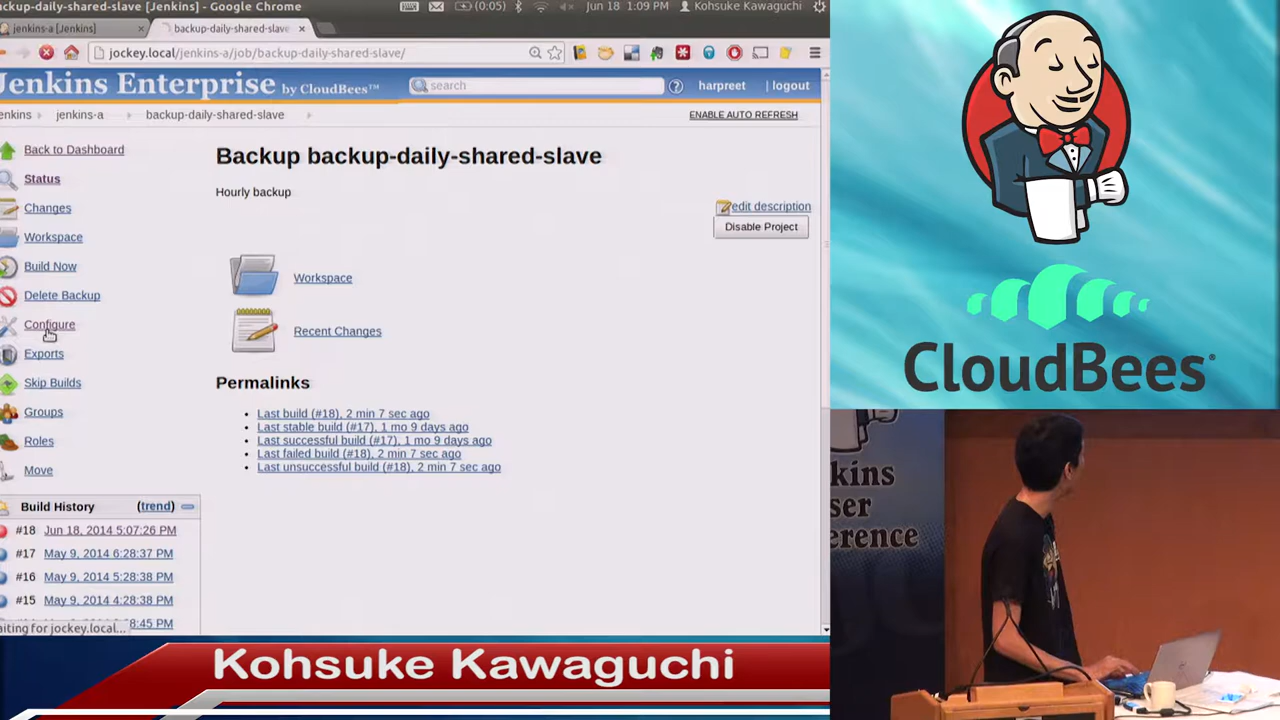 ackup-daily-shared-slave [Jenkins] - Google Chrome
(0:05)
Jun 18 1:09 PM
Kohsuke Kawaguchi
jenkins-a [Jenkins]
backup-daily-shared-slave
jockey.local/jenkins-a/job/backup-daily-shared-slave/
Jenkins Enterprise by CloudBees™
search
harpreet
| logout
enkins
jenkins-a
backup-daily-shared-slave
ENABLE AUTO REFRESH
Back to Dashboard
Status
Changes
Workspace
Build Now
Delete Backup
Configure
Exports
Skip Builds
Groups
Roles
Move
Backup backup-daily-shared-slave
Hourly backup
edit description
Disable Project
Workspace
Recent Changes
Permalinks
• Last build (#18), 2 min 7 sec ago
• Last stable build (#17), 1 mo 9 days ago
• Last successful build (#17), 1 mo 9 days ago
• Last failed build (#18), 2 min 7 sec ago
• Last unsuccessful build (#18), 2 min 7 sec ago
Build History (trend)
#18 Jun 18, 2014 5:07:26 PM
#17 May 9, 2014 6:28:37 PM
#16 May 9, 2014 5:28:38 PM
#15 May 9, 2014 4:28:38 PM
8:45 PM
aiting for jockey.local...
CloudBees®
kins
ser
erence
Kohsuke Kawaguchi